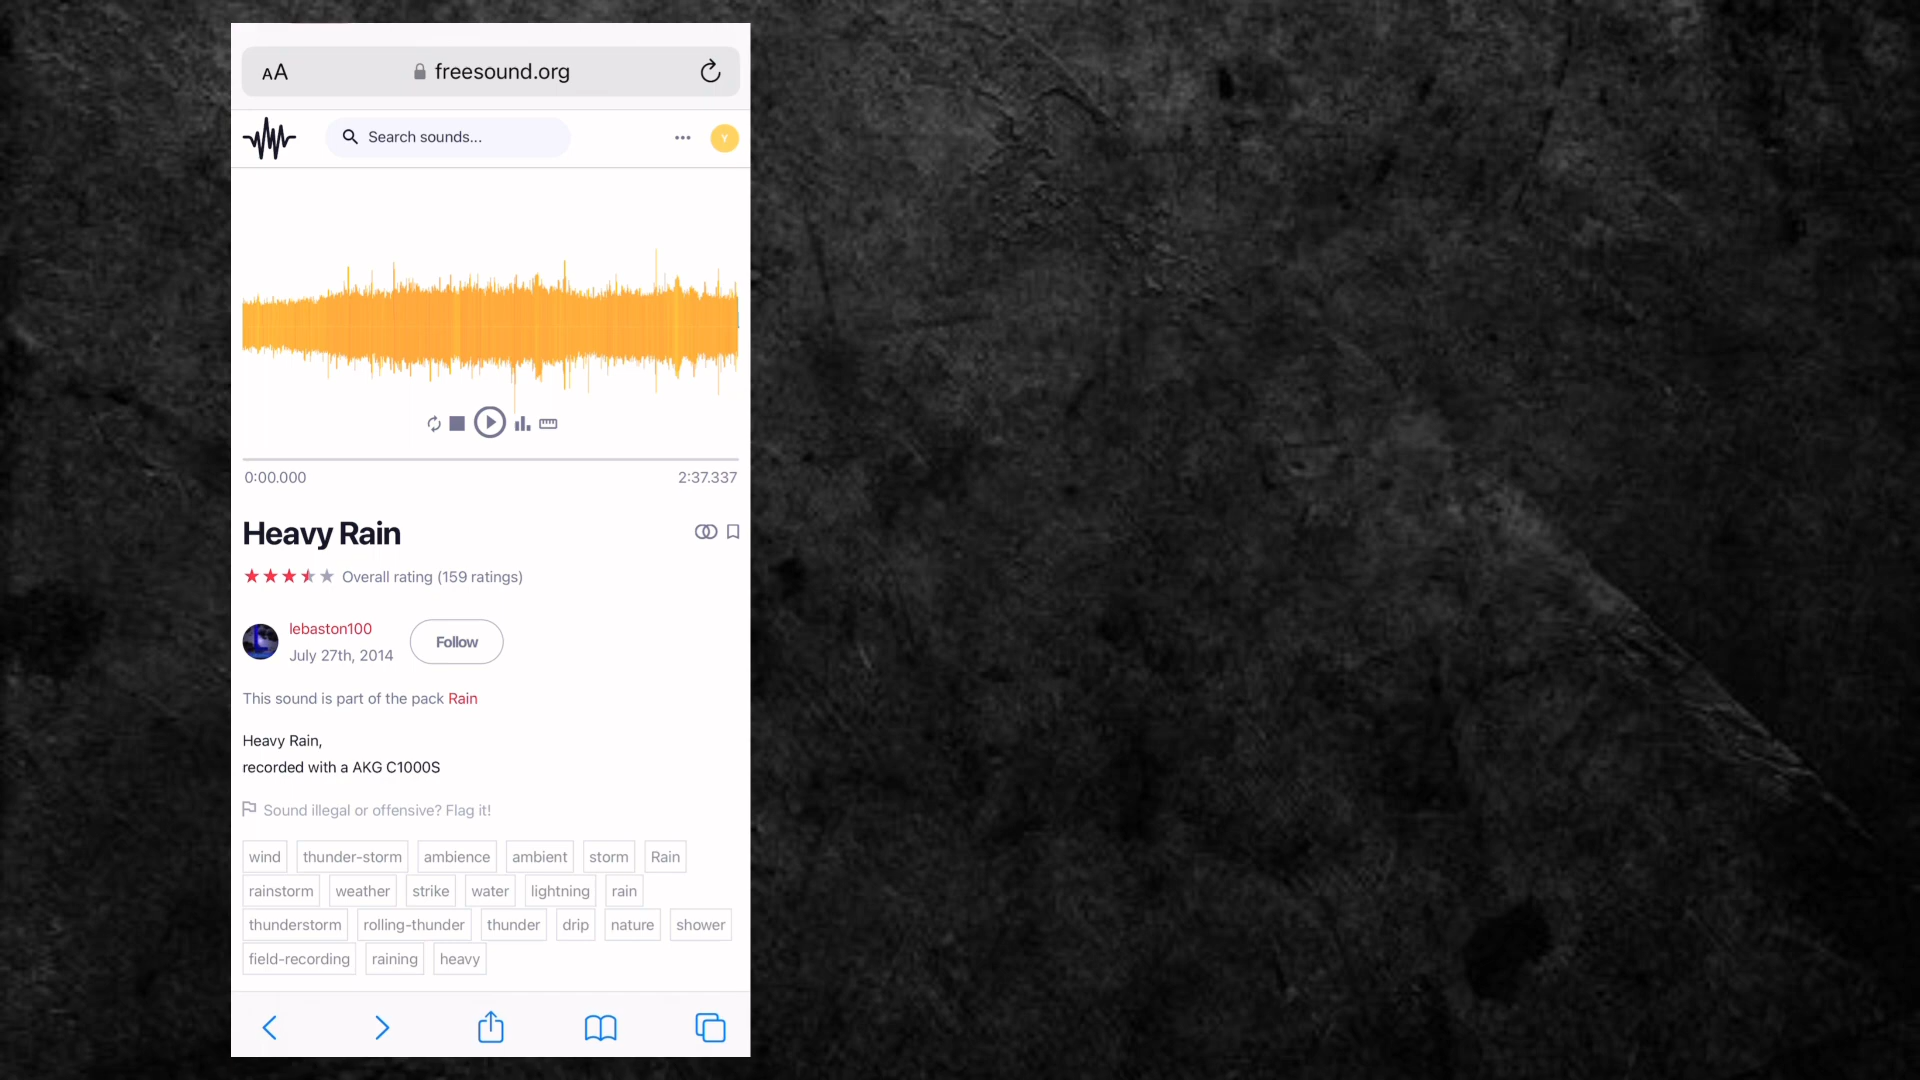 AA freesound.org
Search sounds... Y
0:00.000 2:37.337
Heavy Rain
Overall rating (159 ratings)
lebaston100
July 27th, 2014
Follow
This sound is part of the pack Rain
Heavy Rain,
recorded with a AKG C1000S
Sound illegal or offensive? Flag it!
wind thunder-storm ambience ambient storm Rain
rainstorm weather strike water lightning rain
thunderstorm rolling-thunder thunder drip nature shower
field-recording raining heavy